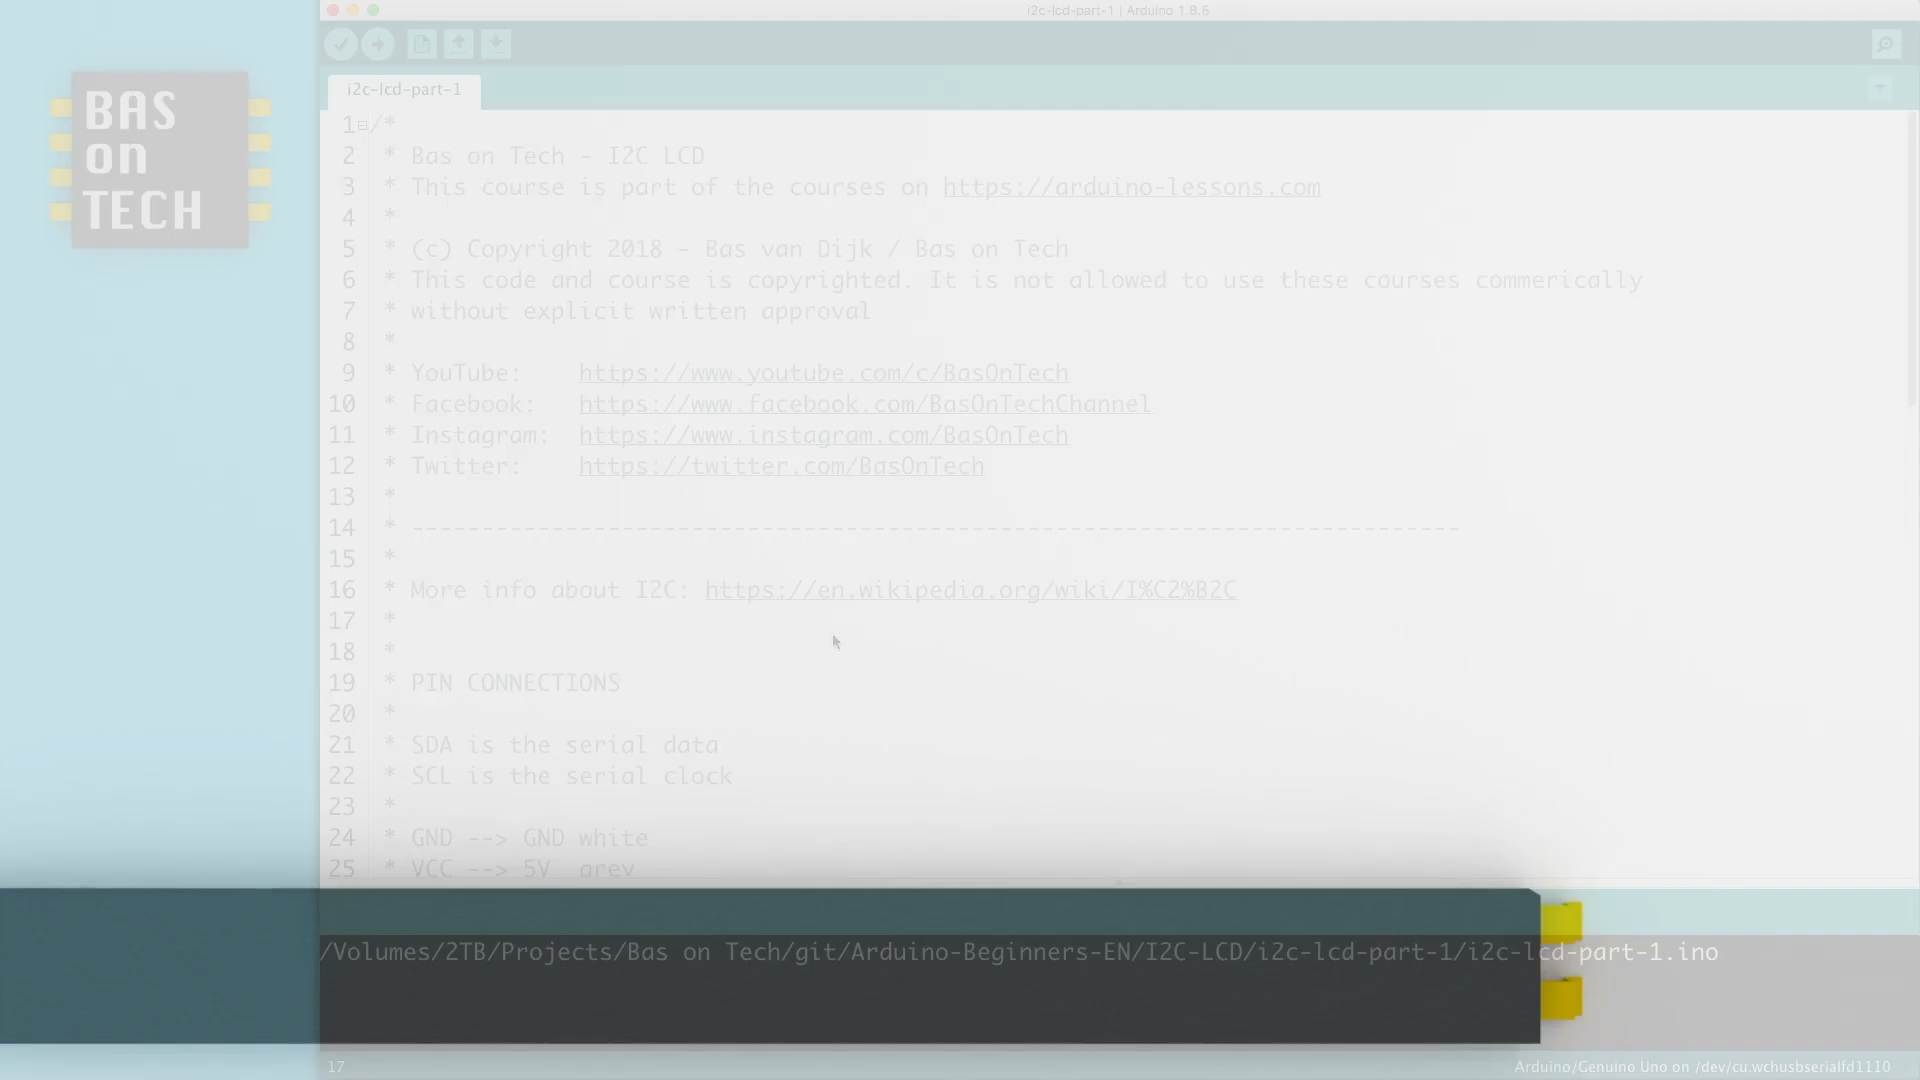 i2c-lcd-part-1 | Arduino 1.8.5
BAS
on
TECH
i2c-lcd-part-1
1 /*
2 * Bas on Tech - I2C LCD
3 * This course is part of the courses on https://arduino-lessons.com
4 *
5 * (c) Copyright 2018 - Bas van Dijk / Bas on Tech
6 * This code and course is copyrighted. It is not allowed to use these courses commerically
7 * without explicit written approval
8 *
9 * YouTube: https://www.youtube.com/c/BasOnTech
10 * Facebook: https://www.facebook.com/BasOnTechChannel
11 * Instagram: https://www.instagram.com/BasOnTech
12 * Twitter: https://twitter.com/BasOnTech
13 *
14 * ---------------------------------------------------------------------------
15 *
16 * More info about I2C: https://en.wikipedia.org/wiki/I%C2%B2C
17 *
18 *
19 * PIN CONNECTIONS
20 *
21 * SDA is the serial data
22 * SCL is the serial clock
23 *
24 * GND --> GND white
25 * VCC --> 5V grey
/Volumes/2TB/Projects/Bas on Tech/git/Arduino-Beginners-EN/I2C-LCD/i2c-lcd-part-1/i2c-lcd-part-1.ino
17
Arduino/Genuino Uno on /dev/cu.wchusbserialfd1110